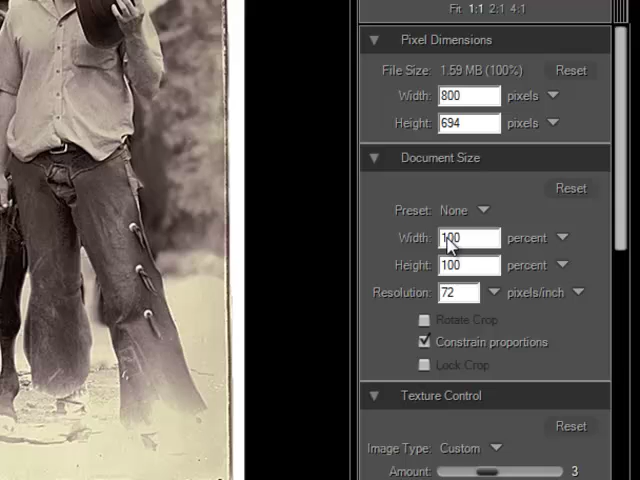 Fit 1:1 2:1 4:1
Pixel Dimensions
File Size: 1.59 MB (100%) Reset
Width: 800 pixels
Height: 694 pixels
Document Size
Reset
Preset: None
Width: 100 percent
Height: 100 percent
Resolution: 72 pixels/inch
Rotate Crop
Constrain proportions
Lock Crop
Texture Control
Reset
Image Type: Custom
Amount: 3